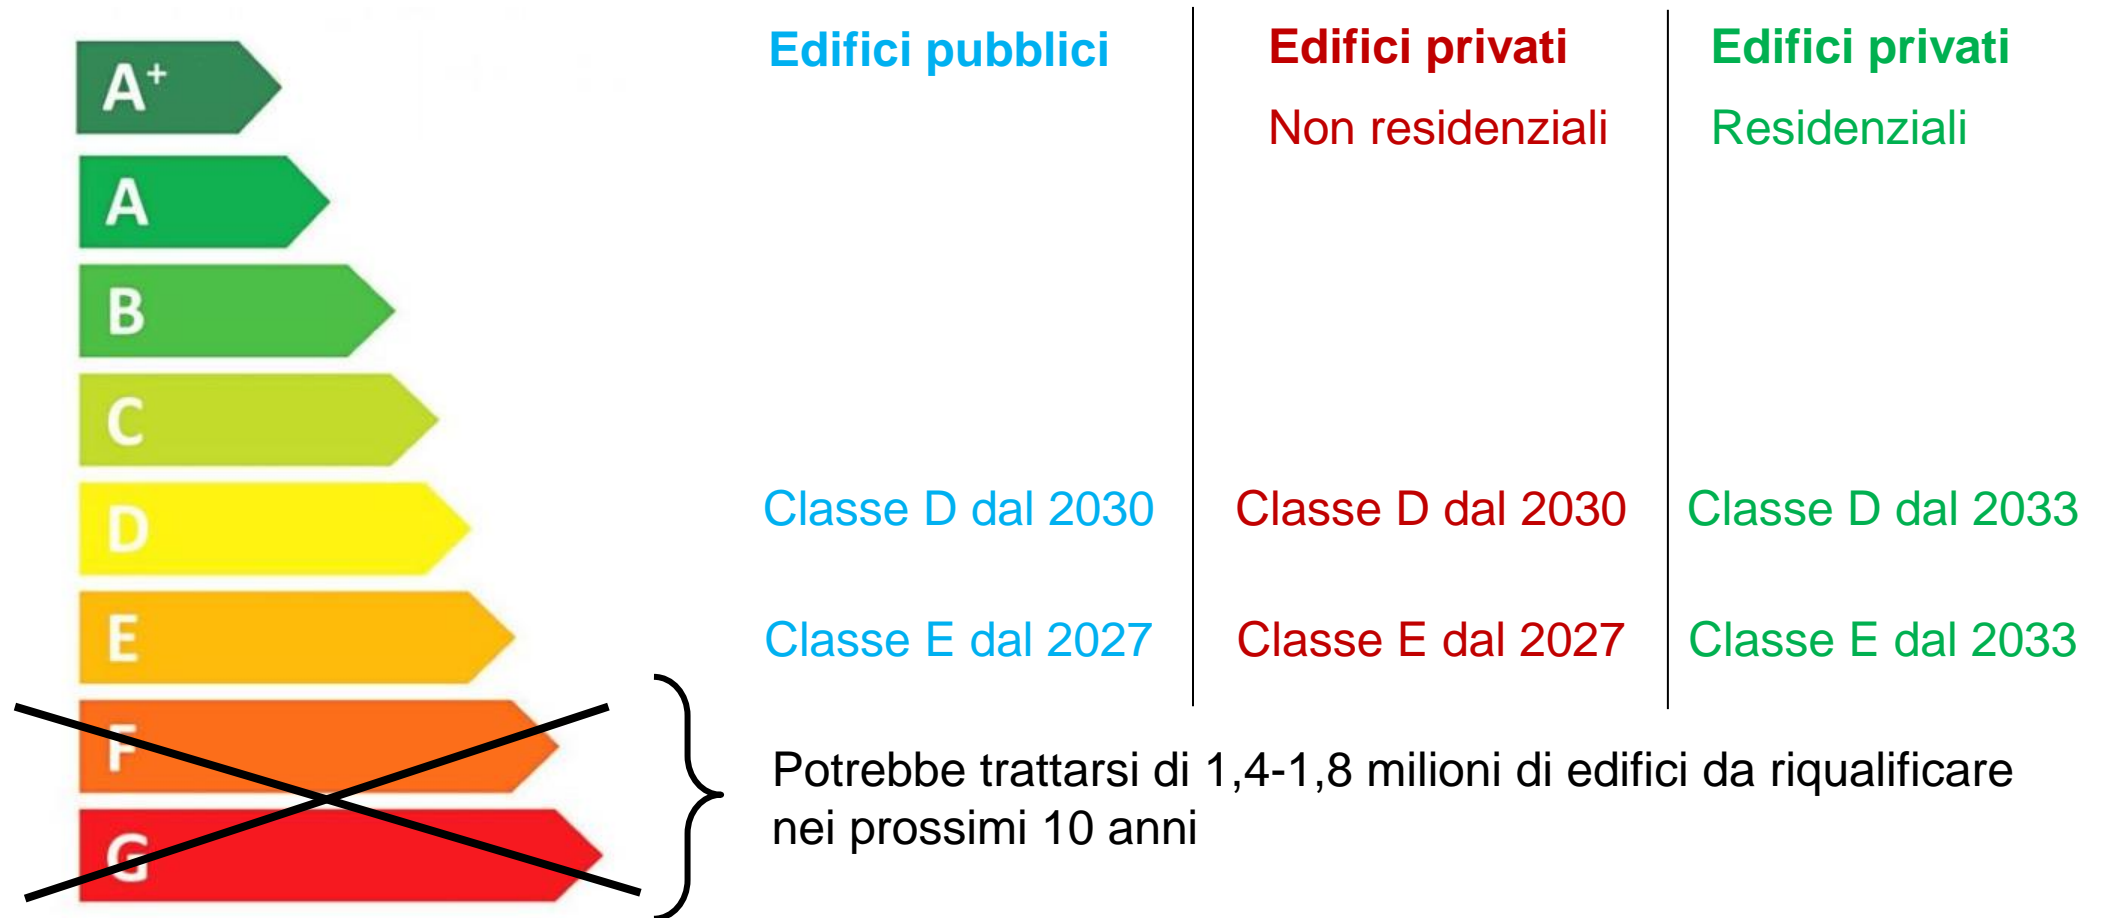 A+
A
B
C
D
E
F
G
Edifici pubblici
Classe D dal 2030
Classe E dal 2027
Edifici privati
Non residenziali
Classe D dal 2030
Classe E dal 2027
Edifici privati
Residenziali
Classe D dal 2033
Classe E dal 2033
Potrebbe trattarsi di 1,4-1,8 milioni di edifici da riqualificare
nei prossimi 10 anni